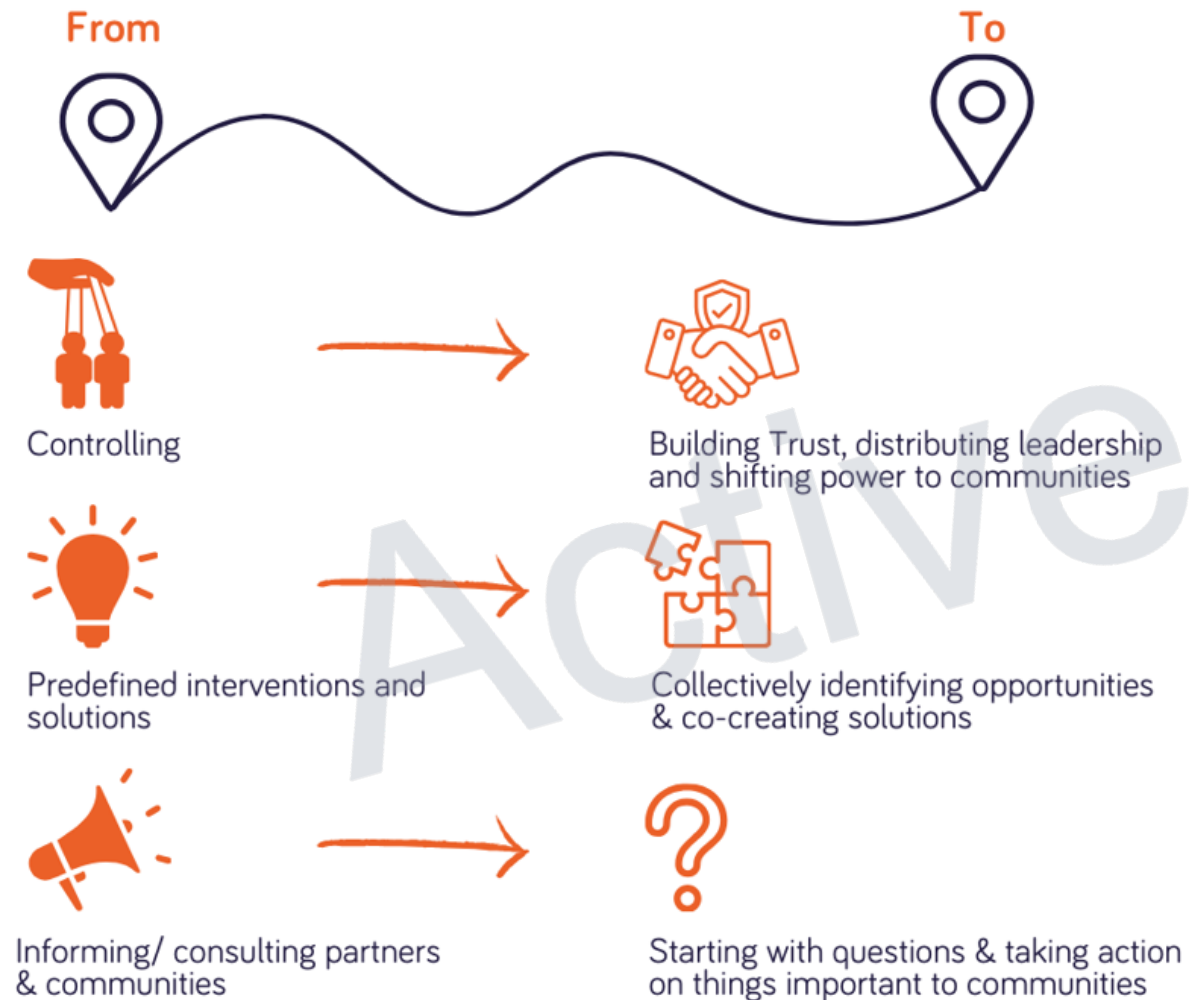 From
To
Controlling
Building Trust, distributing leadership
and shifting power to communities
Predefined interventions and
solutions
Collectively identifying opportunities
& co-creating solutions
Informing/ consulting partners
& communities
Starting with questions & taking action
on things important to communities
Active